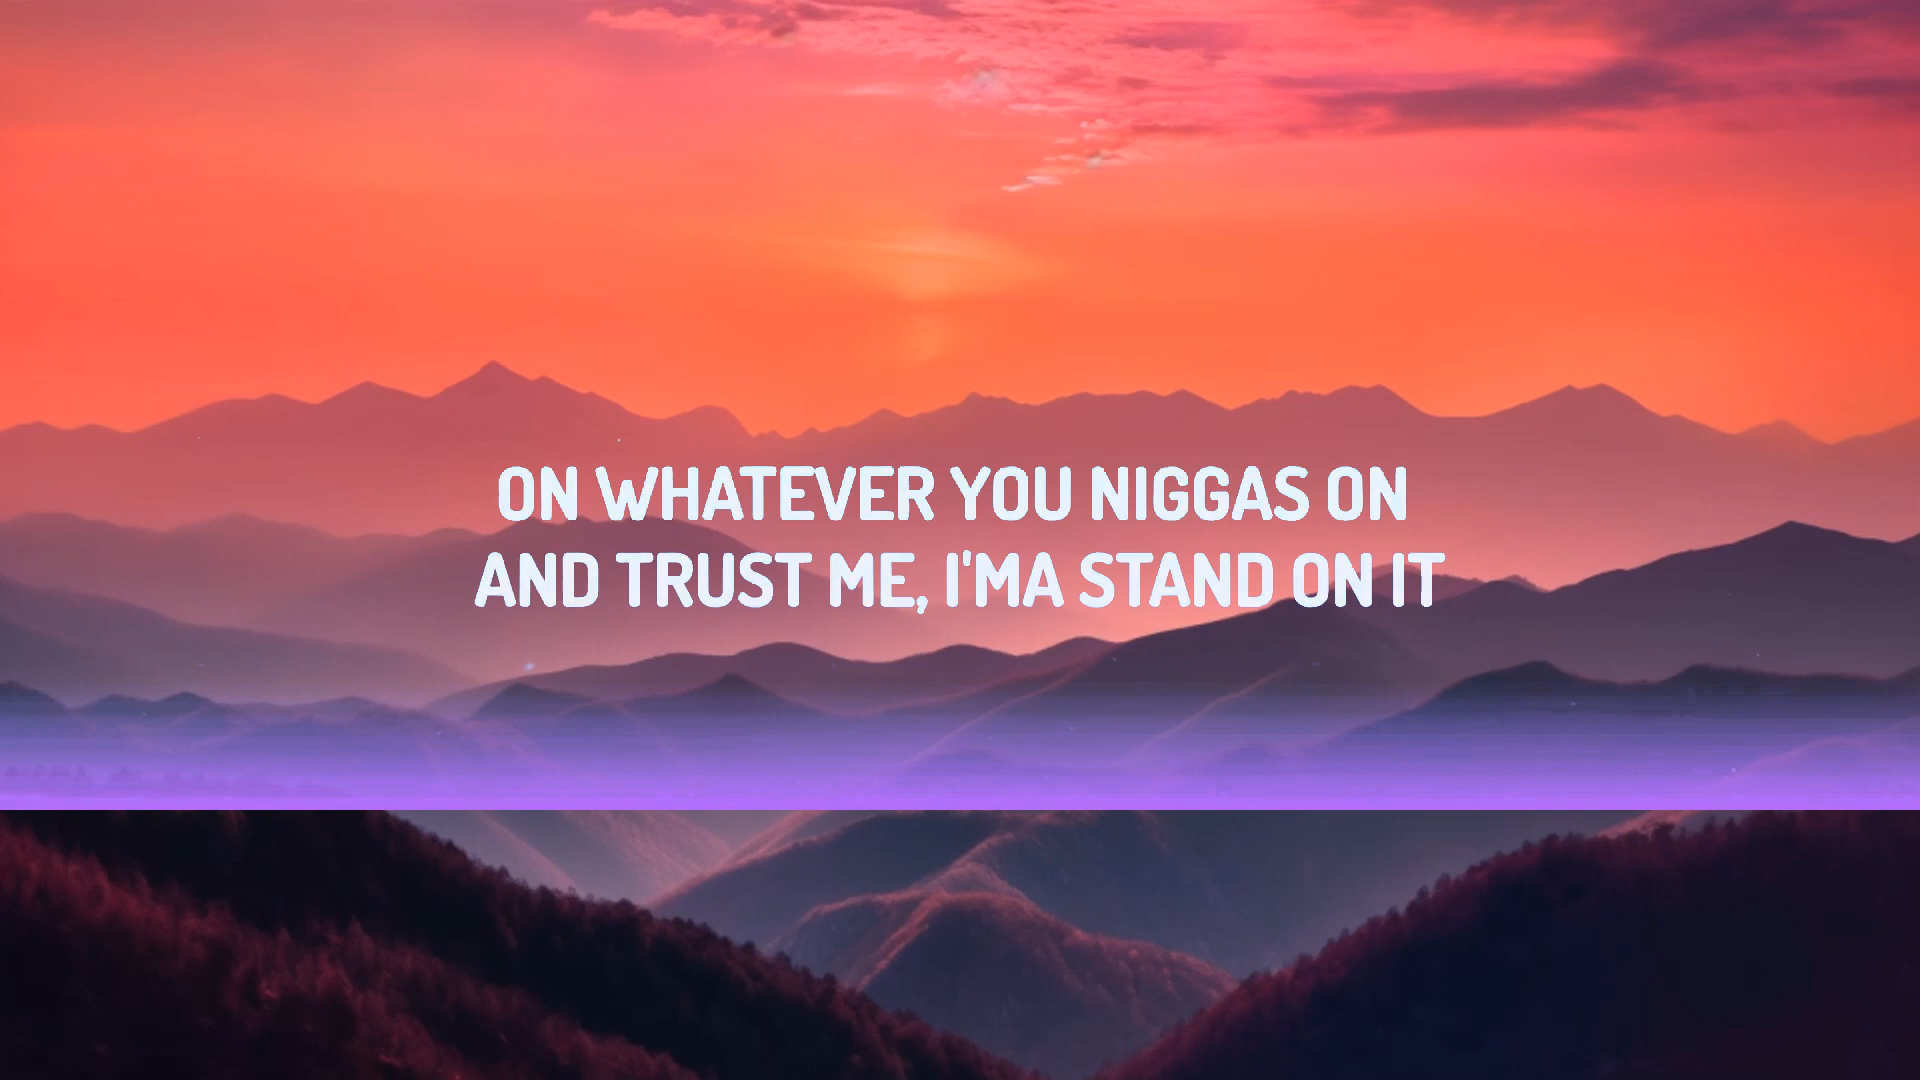 ON WHATEVER YOU NIGGAS ON
AND TRUST ME, I'MA STAND ON IT